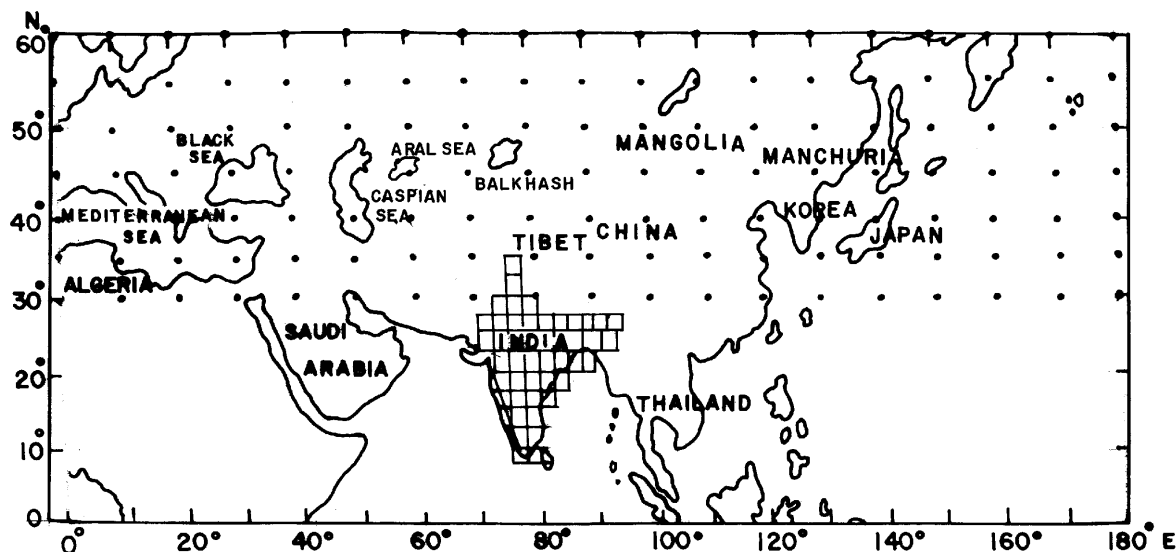 N.°
60°
50°
40°
30°
20°
10°
0
BLACK
SEA
ARAL SEA
BALKHASH
CASPIAN
SEA
MANGOLIA
MANCHURIA
MEDITERRANEAN
SEA
KOREA
JAPAN
TIBET
CHINA
ALGERIA
SAUDI
ARABIA
INDIA
THAILAND
0° 20° 40° 60° 80° 100° 120° 140° 160° 180° E